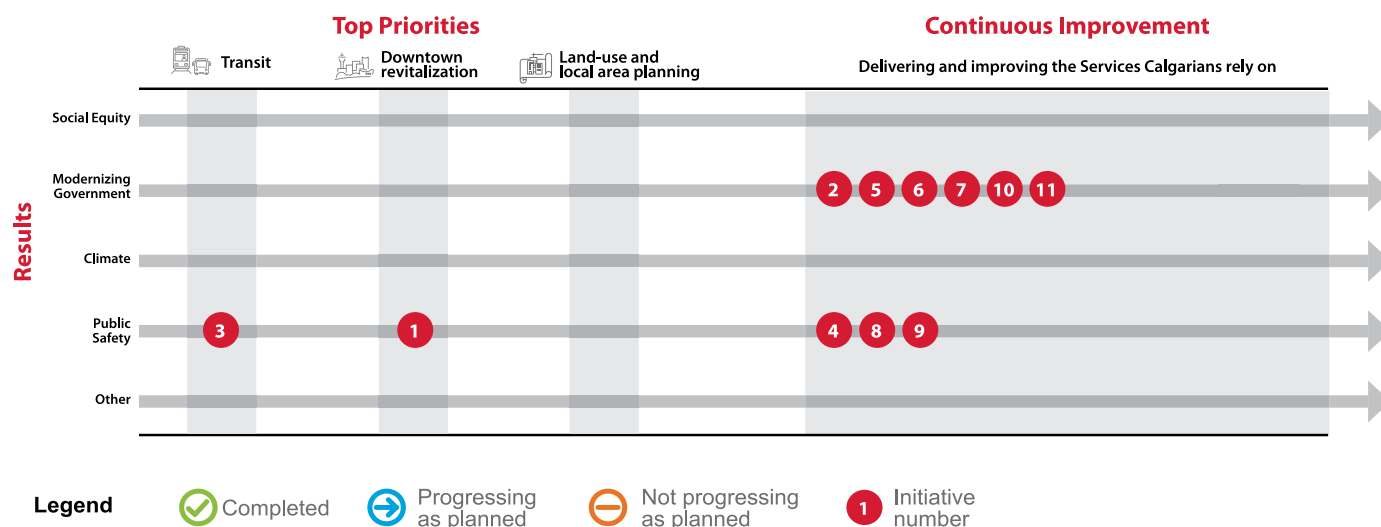 Top Priorities
Continuous Improvement
Transit
Downtown
revitalization
Land-use and
local area planning
Delivering and improving the Services Calgarians rely on
Results
Social Equity
Modernizing
Government
2 5 6 7 10 11
Climate
Public
Safety
3 1 4 8 9
Other
Legend
Completed
Progressing
as planned
Not progressing
as planned
1
Initiative
number